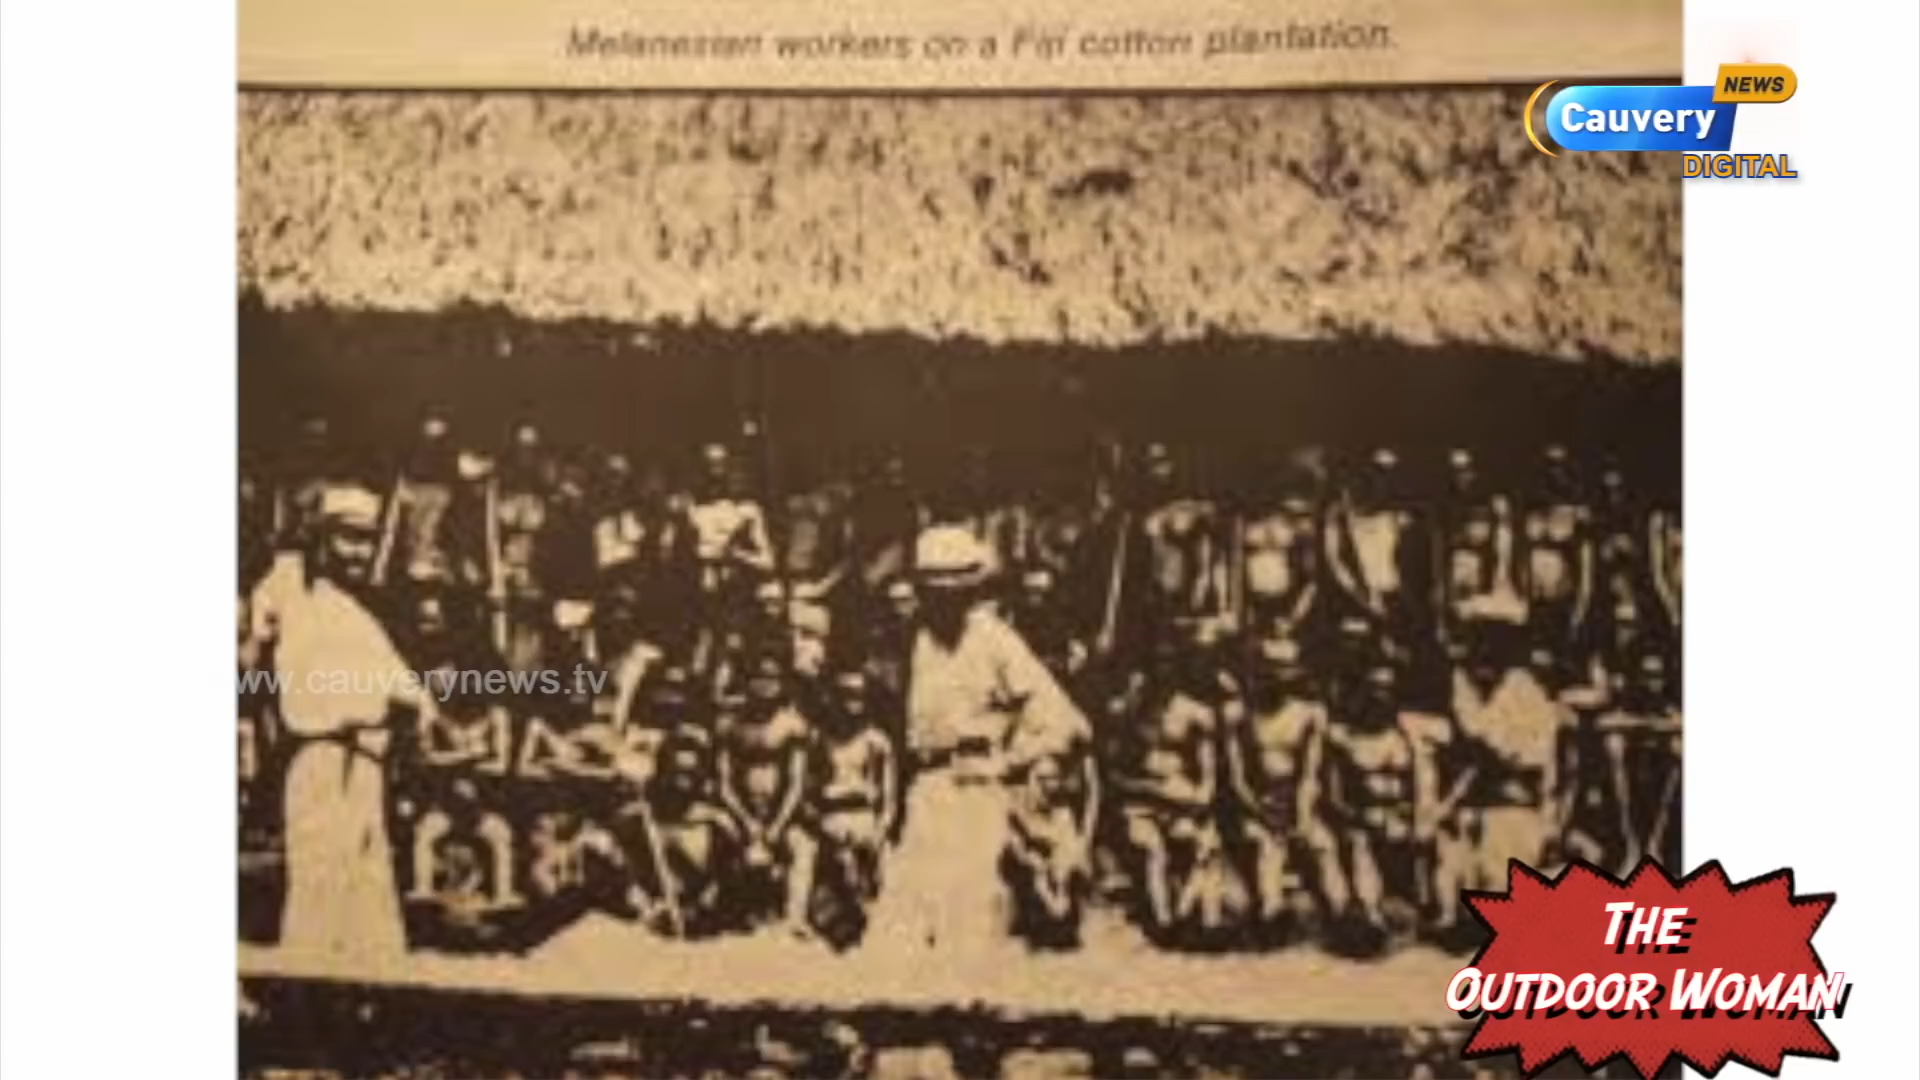 Melanesian workers on a Fiji cotton plantation.
NEWS
Cauvery
DIGITAL
www.cauverynews.tv
THE
OUTDOOR WOMAN